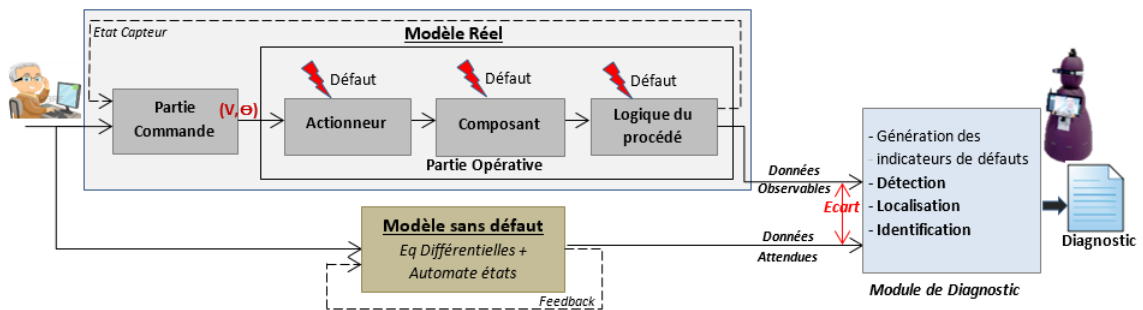 Etat Capteur
Modèle Réel
Défaut
Défaut
Défaut
Partie
Commande
(V,Ө)
Actionneur
Composant
Logique du
procédé
Partie Opérative
Données
Observables
Ecart
Données
Attendues
Modèle sans défaut
Eq Différentielles +
Automate états
Feedback
- Génération des
- indicateurs de défauts
- Détection
- Localisation
- Identification
Module de Diagnostic
Diagnostic